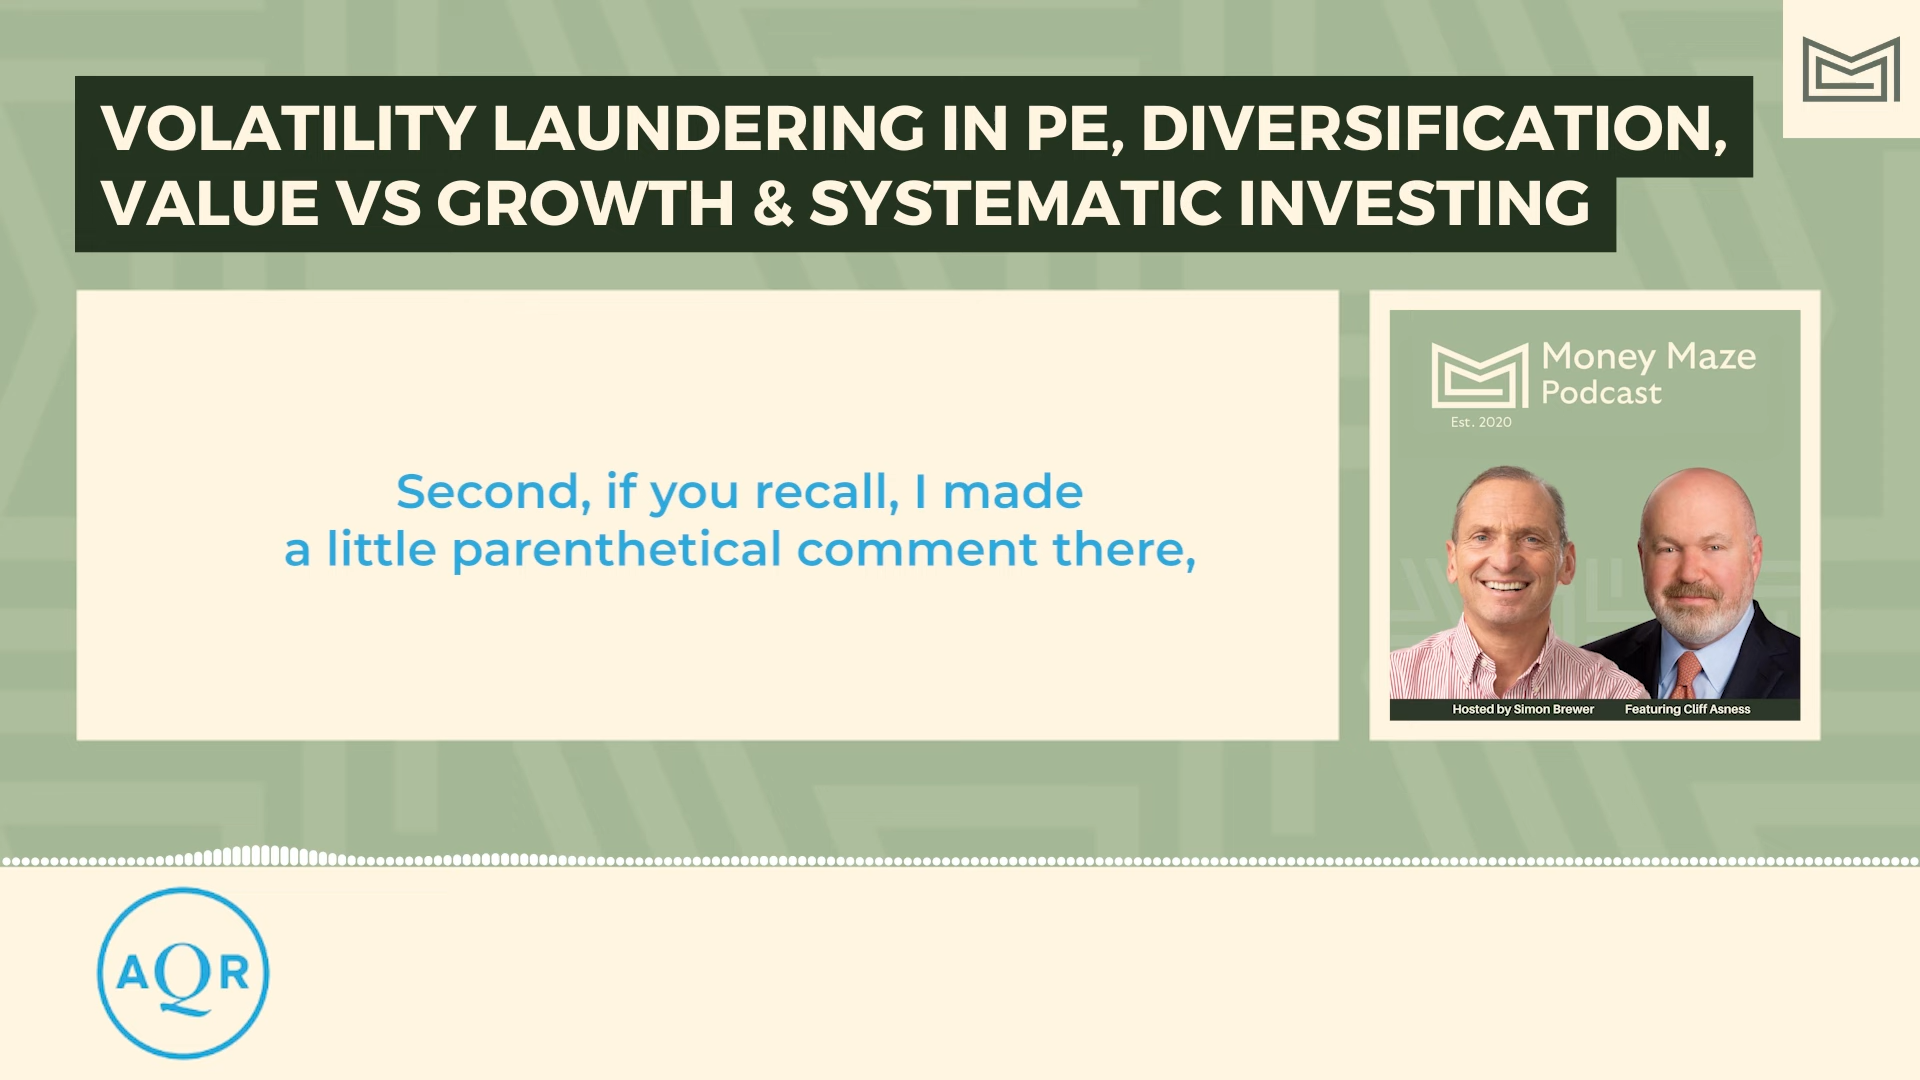 VOLATILITY LAUNDERING IN PE, DIVERSIFICATION,
VALUE VS GROWTH & SYSTEMATIC INVESTING
Second, if you recall, I made
a little parenthetical comment there,
Money Maze
Podcast
Est. 2020
Hosted by Simon Brewer
Featuring Cliff Asness
AQR